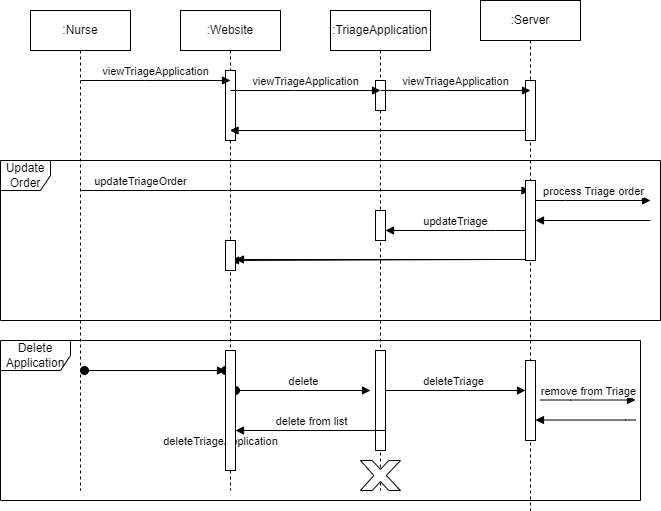 :Nurse
:Website
:TriageApplication
:Server
viewTriageApplication
viewTriageApplication
viewTriageApplication
Update
Order
updateTriageOrder
process Triage order
updateTriage
Delete
Application
delete
deleteTriage
remove from Triage
delete from list
deleteTriageApplication